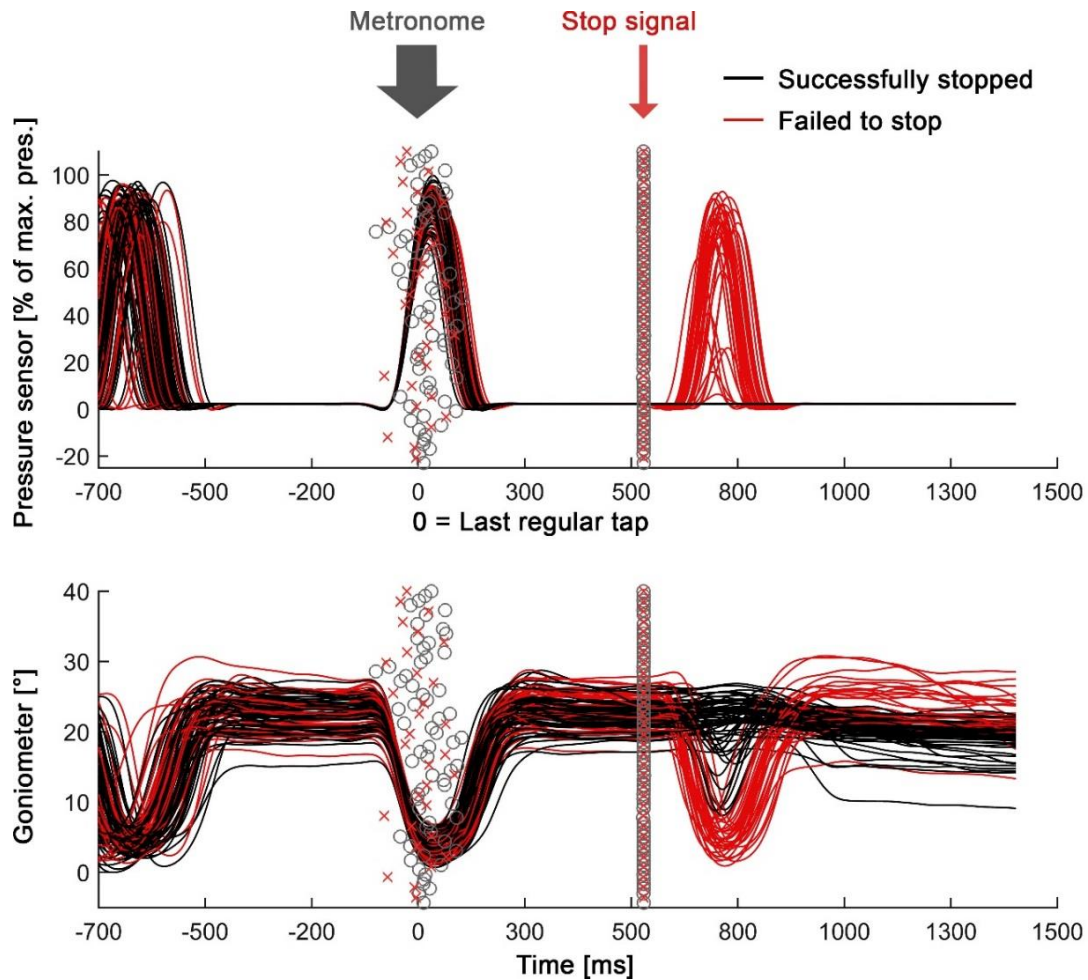 Metronome
Stop signal
Successfully stopped
Failed to stop
Pressure sensor [% of max. pres.]
100
80
60
40
20
0
-20
-700 -500 -200 0 300 500 800 1000 1300 1500
0 = Last regular tap
Goniometer [°]
40
30
20
10
0
-700 -500 -200 0 300 500 800 1000 1300 1500
Time [ms]